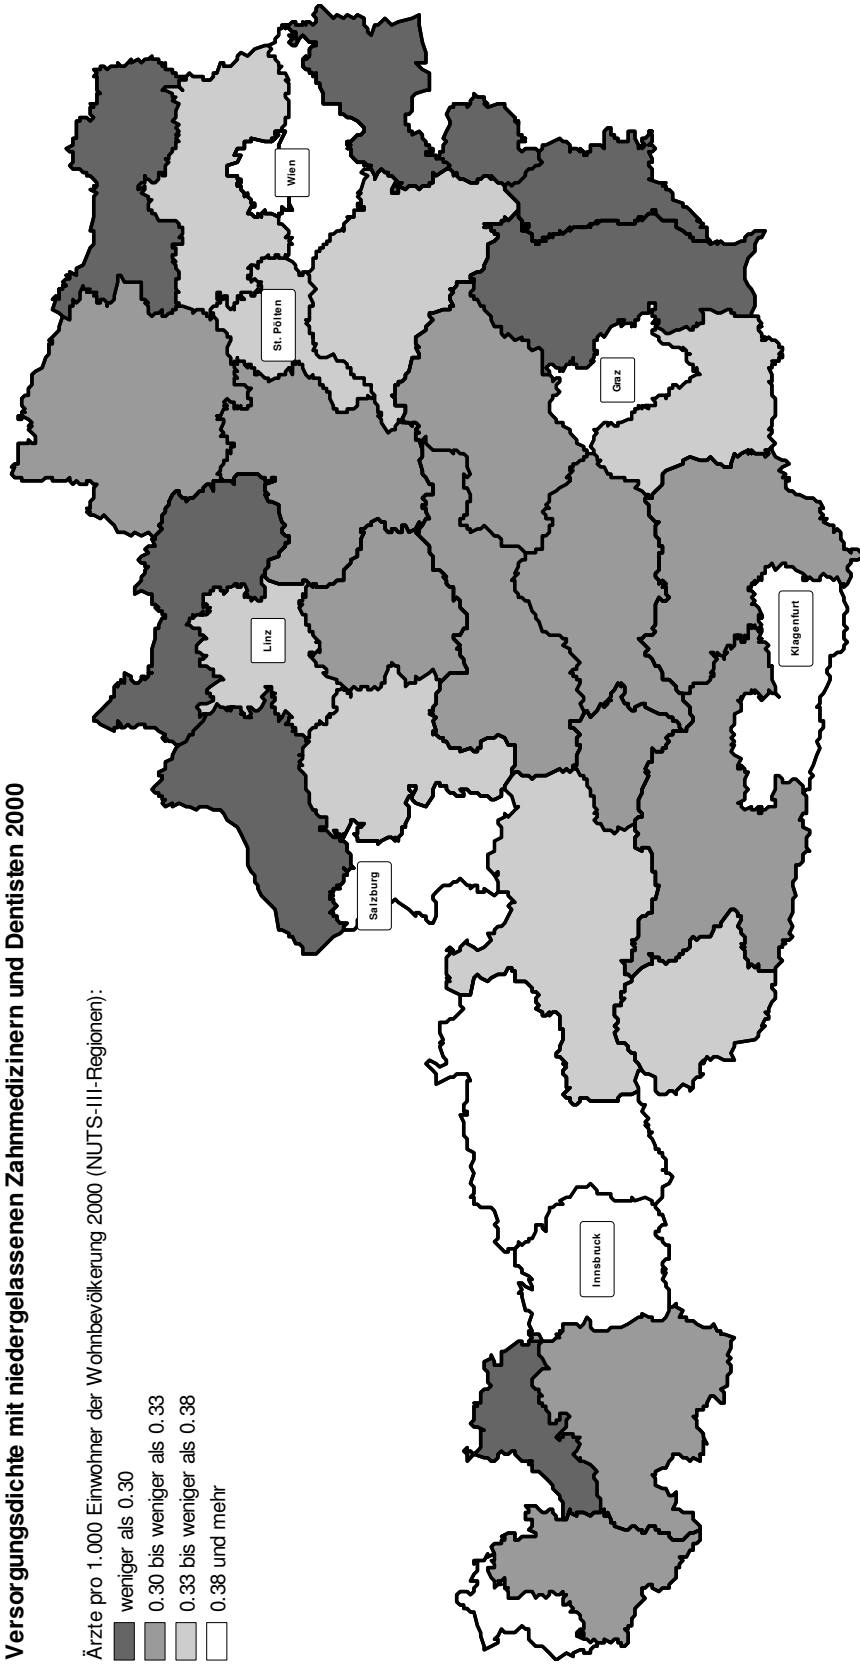 Versorgungsdichte mit niedergelassenen Zahnmedizinern und Dentisten 2000
Ärzte pro 1.000 Einwohner der Wohnbevölkerung 2000 (NUTS-III-Regionen):
weniger als 0.30
0.30 bis weniger als 0.33
0.33 bis weniger als 0.38
0.38 und mehr
Wien
St. Pölten
Linz
Salzburg
Graz
Klagenfurt
Innsbruck